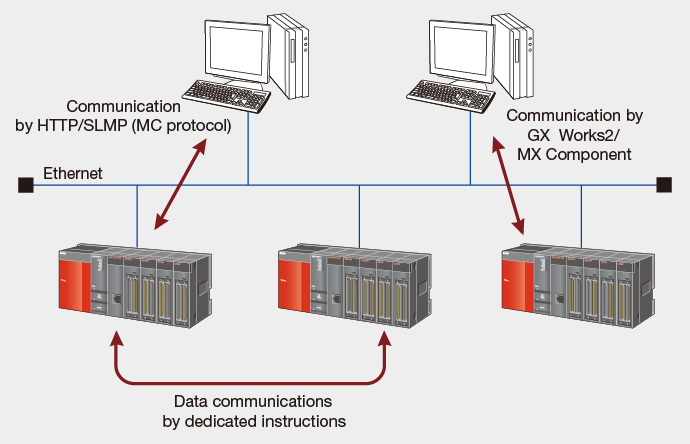 Communication
by HTTP/SLMP (MC protocol)
Communication by
GX Works2/
MX Component
Ethernet
Data communications
by dedicated instructions